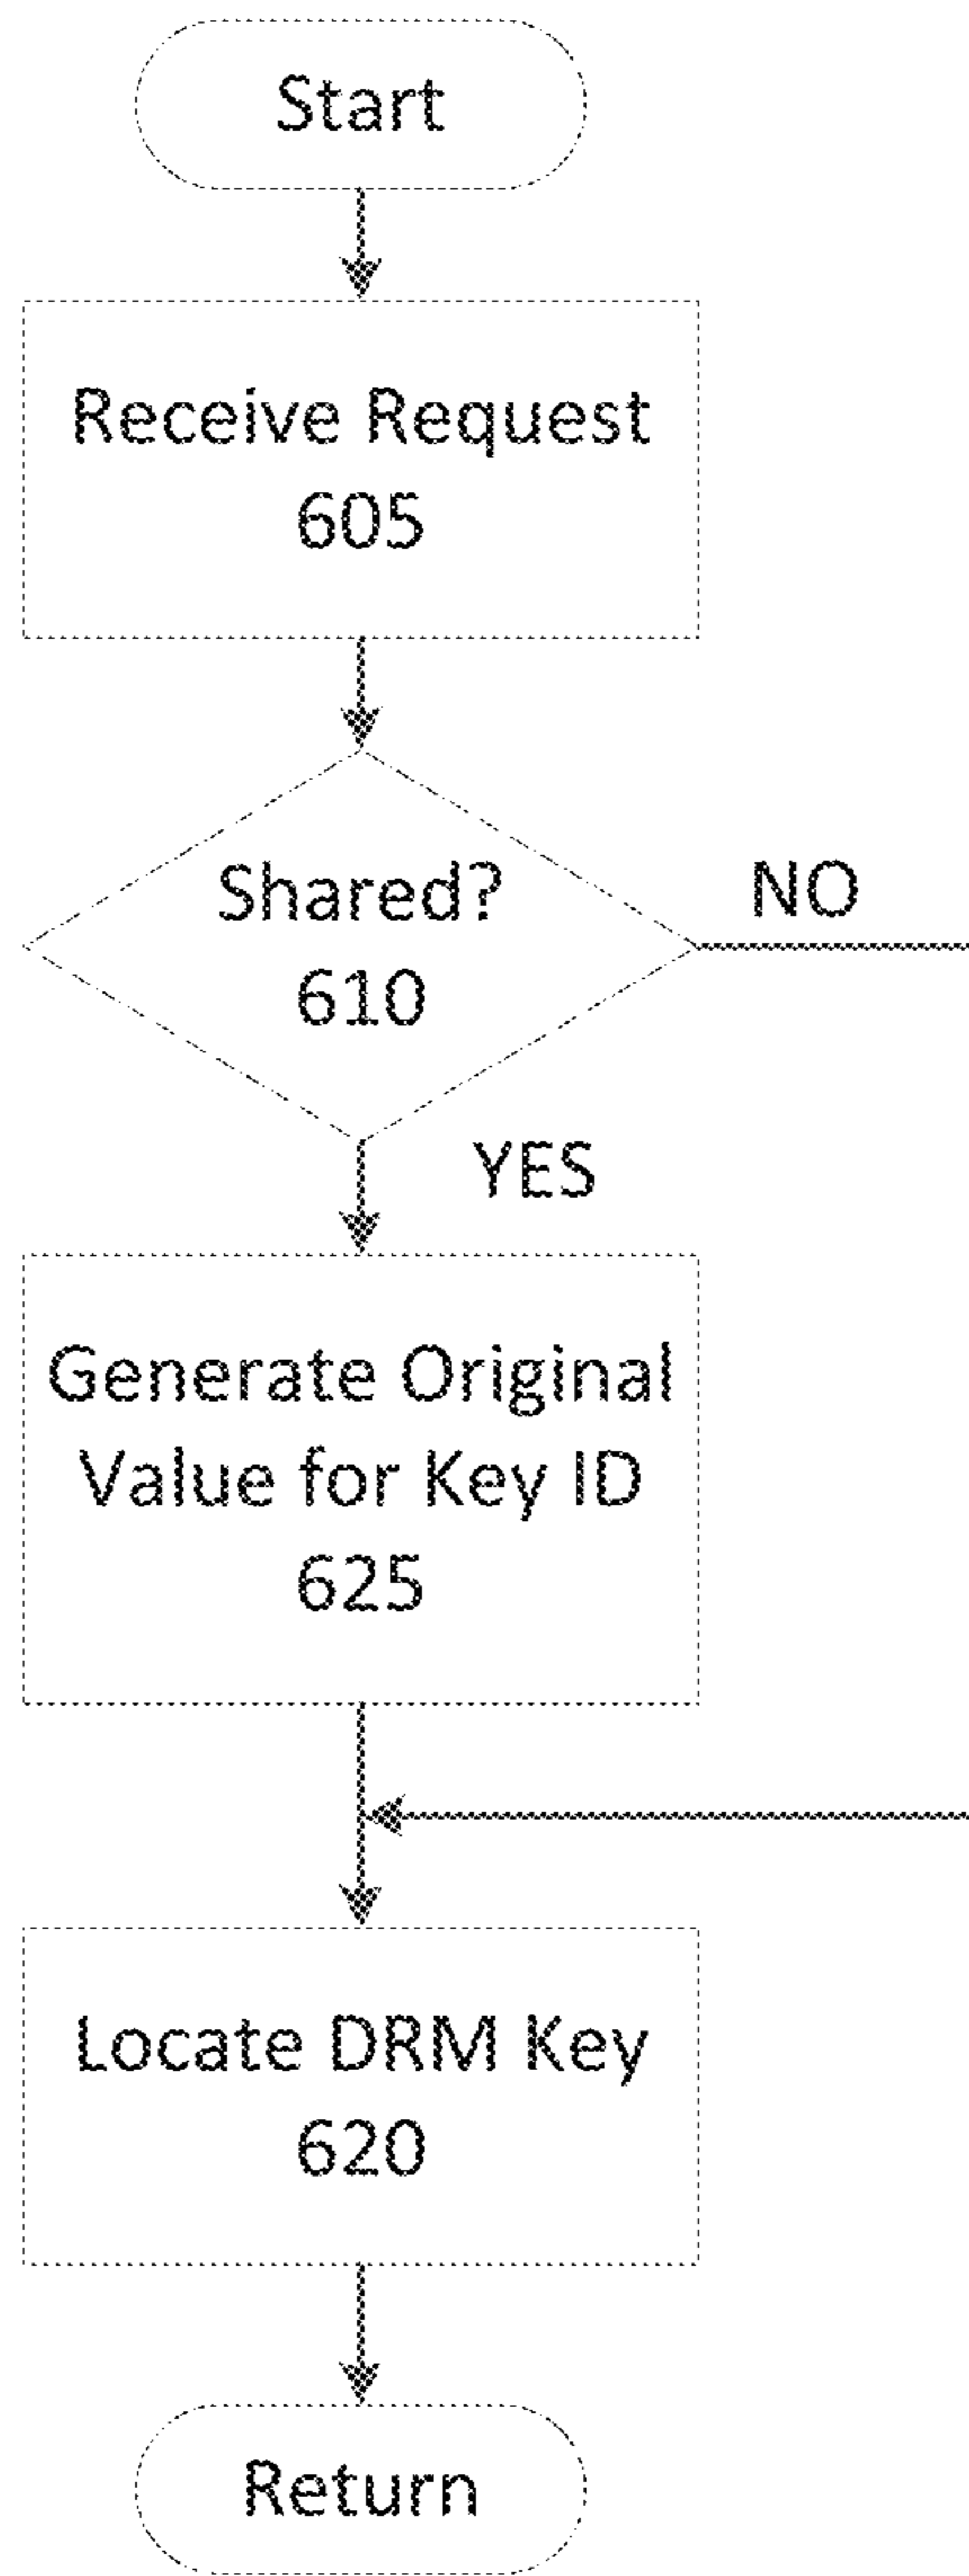 Start
Receive Request
605
Shared?
610
NO
YES
Generate Original
Value for Key ID
625
Locate DRM Key
620
Return